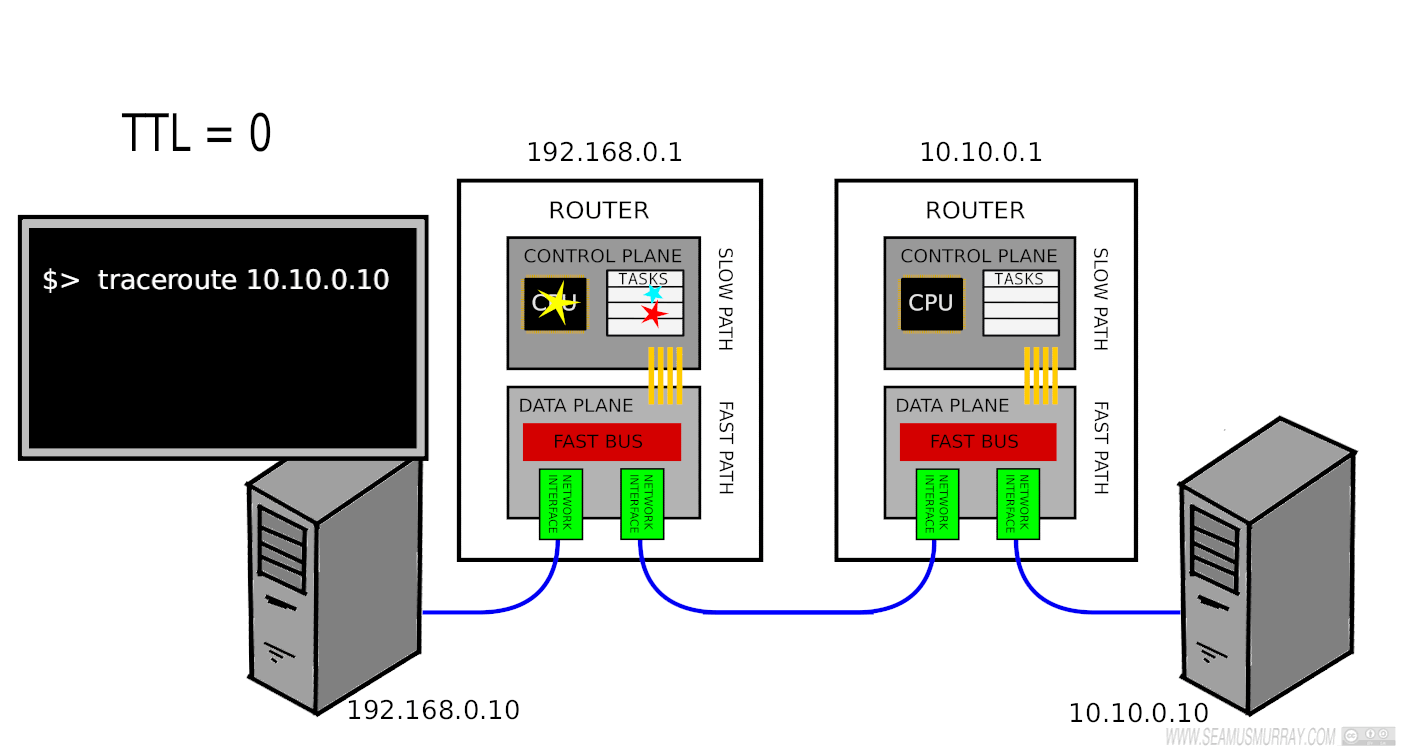 TTL = 0
$> traceroute 10.10.0.10
192.168.0.1
ROUTER
CONTROL PLANE
CPU
TASKS
SLOW PATH
DATA PLANE
FAST BUS
FAST PATH
NETWORK
INTERFACE
NETWORK
INTERFACE
10.10.0.1
ROUTER
CONTROL PLANE
CPU
TASKS
SLOW PATH
DATA PLANE
FAST BUS
FAST PATH
NETWORK
INTERFACE
NETWORK
INTERFACE
192.168.0.10
10.10.0.10
WWW.SEAMUSMURRAY.COM